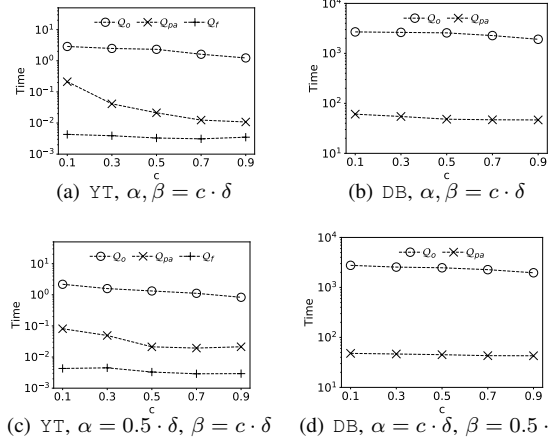 Q_o Q_pa Q_f
Time
10^1
10^0
10^-1
10^-2
10^-3
0.1 0.3 0.5 0.7 0.9
c
(a) YT, α, β = c · δ
Q_o Q_pa
Time
10^4
10^3
10^2
10^1
0.1 0.3 0.5 0.7 0.9
c
(b) DB, α, β = c · δ
Q_o Q_pa Q_f
Time
10^1
10^0
10^-1
10^-2
10^-3
0.1 0.3 0.5 0.7 0.9
c
(c) YT, α = 0.5 · δ, β = c · δ
Q_o Q_pa
Time
10^4
10^3
10^2
10^1
0.1 0.3 0.5 0.7 0.9
c
(d) DB, α = c · δ, β = 0.5 ·